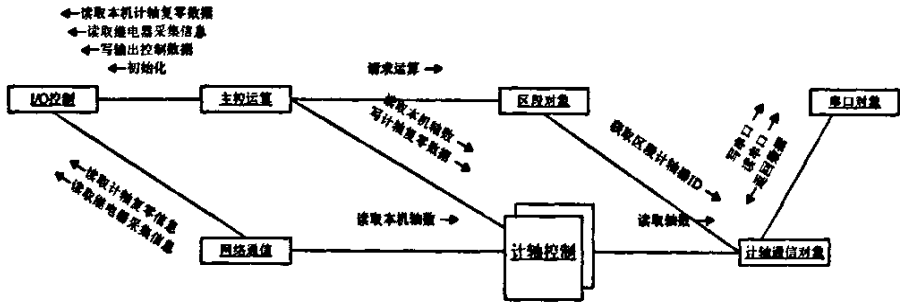 读取本机计轴复零数据
读取继电器采集信息
写输出控制数据
初始化
请求运算
I/O控制
主控运算
区段对象
串口对象
读取本机轴数
写计轴复零数据
获取区段计轴器ID
写串口
读串口
返回数据
读取计轴复零信息
读取继电器采集信息
读取本机轴数
读取轴数
网络通信
计轴控制
计轴通信对象